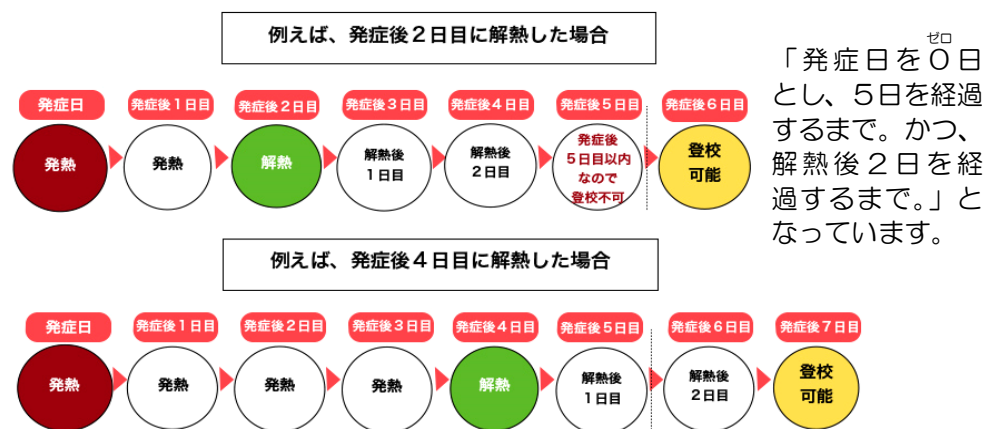 例えば、発症後２日目に解熱した場合
発症日
発症後１日目
発症後２日目
発症後３日目
発症後４日目
発症後５日目
発症後６日目
発熱
発熱
解熱
解熱後
１日目
解熱後
２日目
発症後
５日目以内
なので
登校不可
登校
可能
ゼロ
「発症日を０日
とし、５日を経過
するまで。かつ、
解熱後２日を経
過するまで。」と
なっています。
例えば、発症後４日目に解熱した場合
発症日
発症後１日目
発症後２日目
発症後３日目
発症後４日目
発症後５日目
発症後６日目
発症後７日目
発熱
発熱
発熱
発熱
解熱
解熱後
１日目
解熱後
２日目
登校
可能